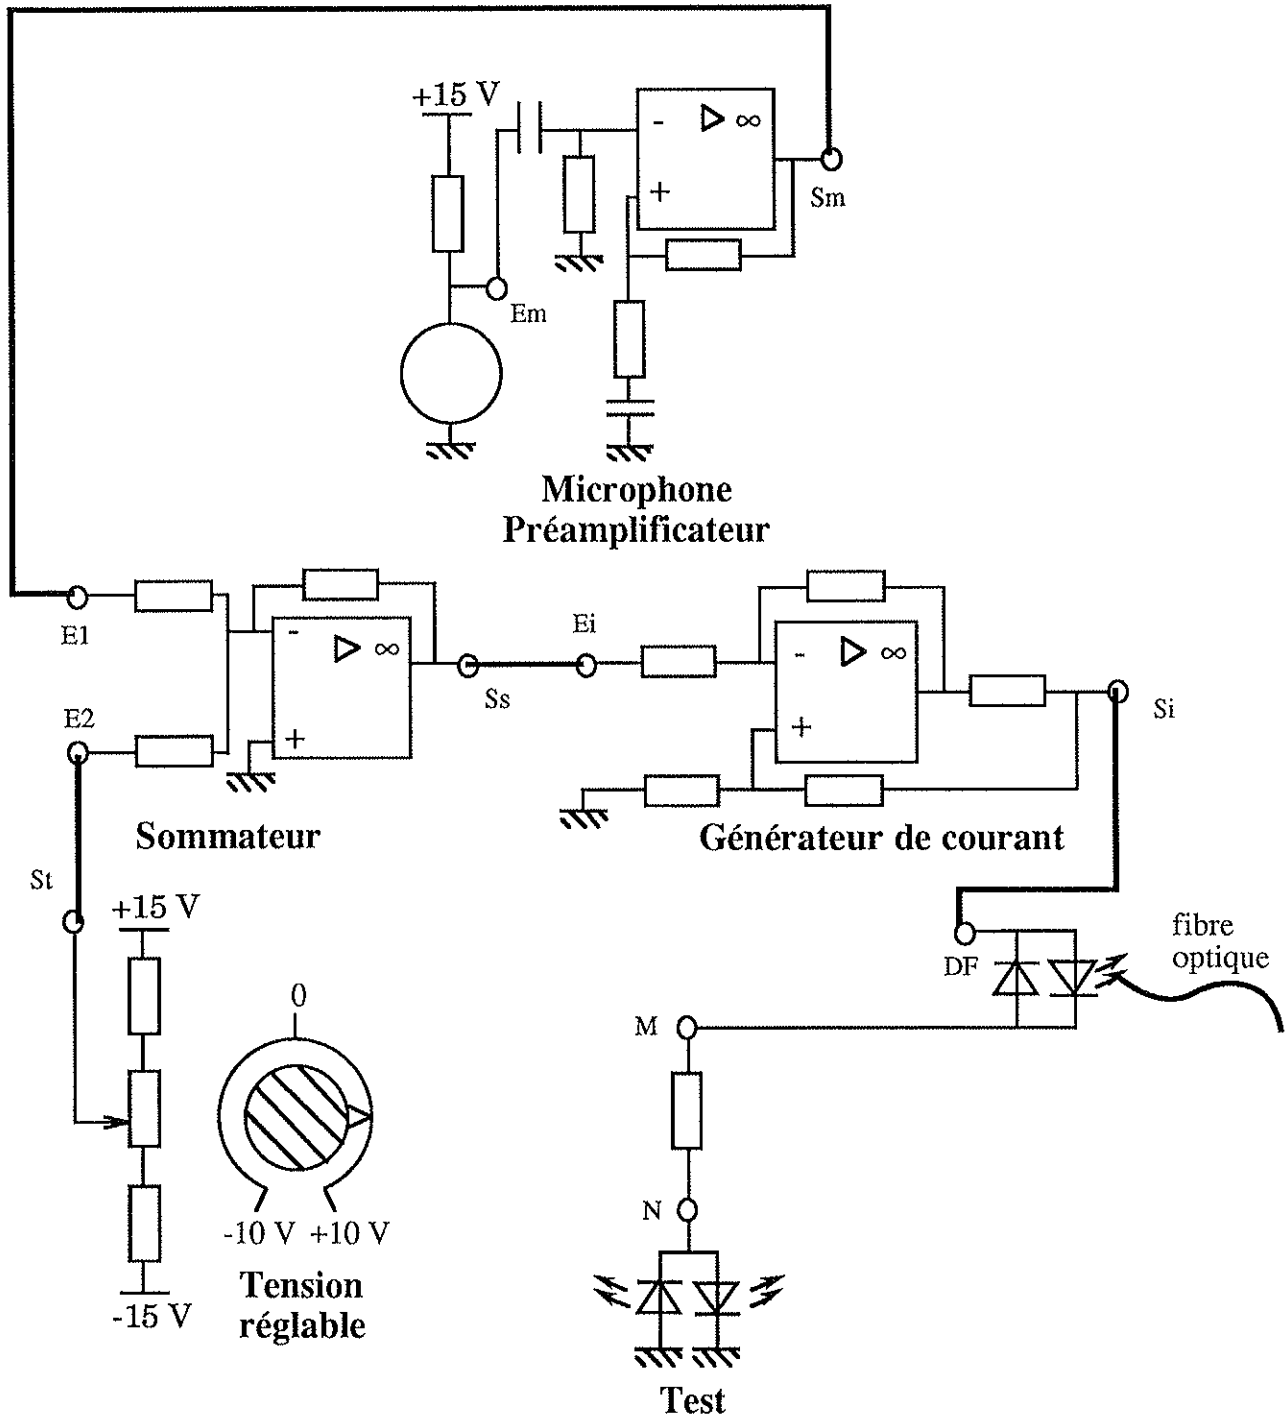 +15 V
- ▷ ∞
+
Sm
Em
Microphone
Préamplificateur
E1
- ▷ ∞
+
Ss
Ei
- ▷ ∞
+
Si
E2
Sommateur
Générateur de courant
St
+15 V
fibre
optique
DF
0
M
N
-10 V +10 V
-15 V
Tension
réglable
Test